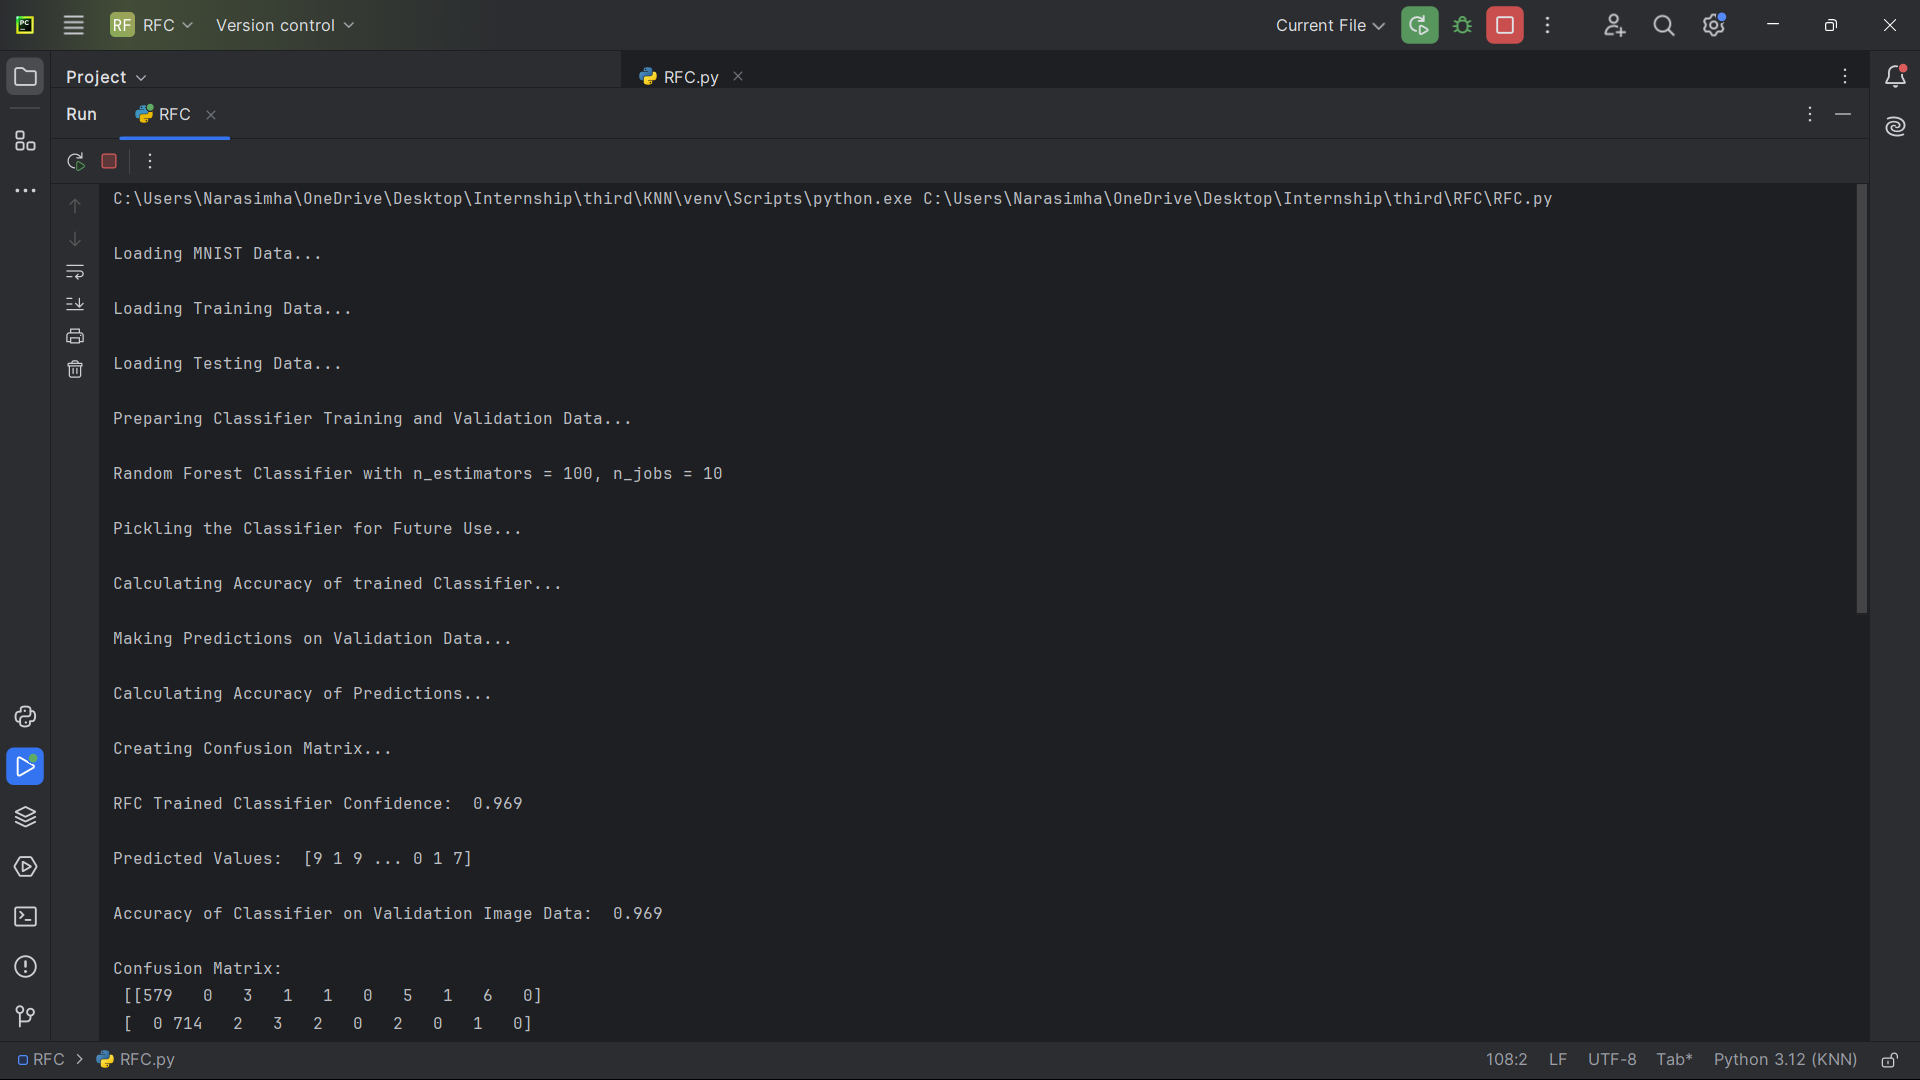 RF RFC Version control Current File
Project RFC.py
Run RFC
C:\Users\Narasimha\OneDrive\Desktop\Internship\third\KNN\venv\Scripts\python.exe C:\Users\Narasimha\OneDrive\Desktop\Internship\third\RFC\RFC.py
Loading MNIST Data...
Loading Training Data...
Loading Testing Data...
Preparing Classifier Training and Validation Data...
Random Forest Classifier with n_estimators = 100, n_jobs = 10
Pickling the Classifier for Future Use...
Calculating Accuracy of trained Classifier...
Making Predictions on Validation Data...
Calculating Accuracy of Predictions...
Creating Confusion Matrix...
RFC Trained Classifier Confidence:  0.969
Predicted Values:  [9 1 9 ... 0 1 7]
Accuracy of Classifier on Validation Image Data:  0.969
Confusion Matrix:
[[579   0   3   1   1   0   5   1   6   0]
[  0 714   2   3   2   0   2   0   1   0]
RFC > RFC.py 108:2 LF UTF-8 Tab* Python 3.12 (KNN)